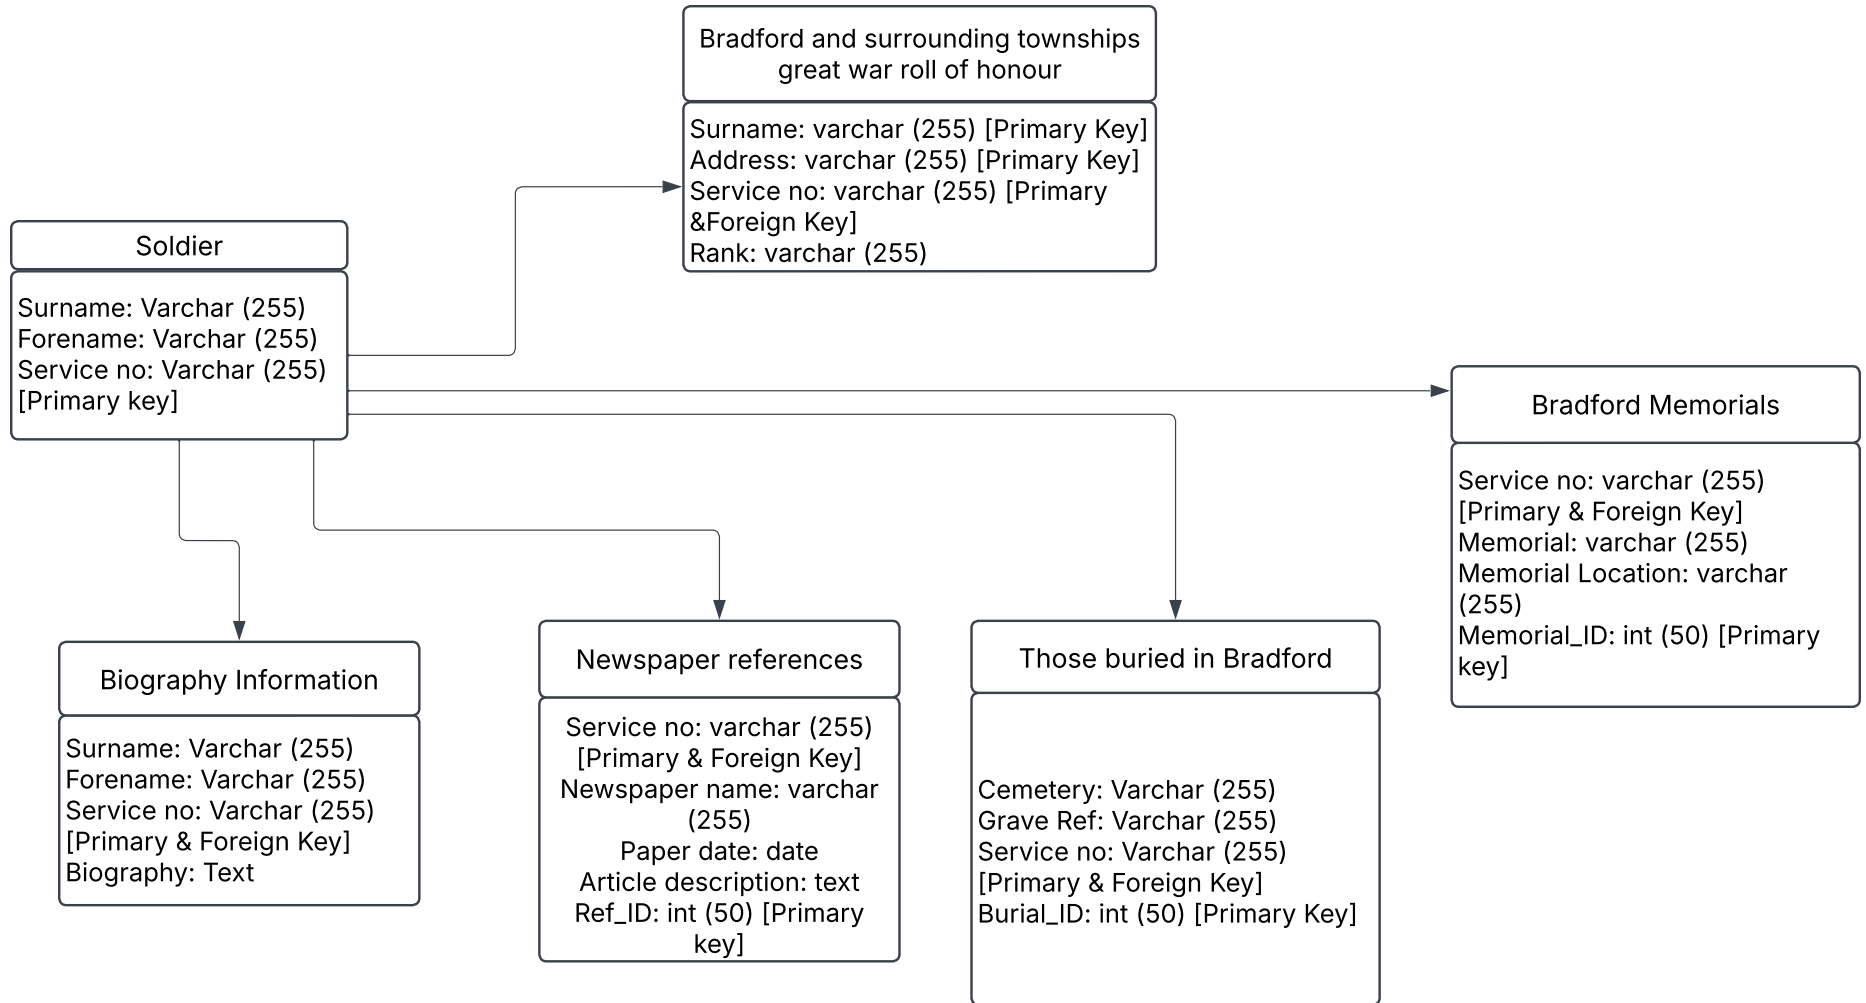 Bradford and surrounding townships
great war roll of honour
Surname: varchar (255) [Primary Key]
Address: varchar (255) [Primary Key]
Service no: varchar (255) [Primary
&Foreign Key]
Rank: varchar (255)
Soldier
Surname: Varchar (255)
Forename: Varchar (255)
Service no: Varchar (255)
[Primary key]
Bradford Memorials
Service no: varchar (255)
[Primary & Foreign Key]
Memorial: varchar (255)
Memorial Location: varchar
(255)
Memorial_ID: int (50) [Primary
key]
Biography Information
Surname: Varchar (255)
Forename: Varchar (255)
Service no: Varchar (255)
[Primary & Foreign Key]
Biography: Text
Newspaper references
Service no: varchar (255)
[Primary & Foreign Key]
Newspaper name: varchar
(255)
Paper date: date
Article description: text
Ref_ID: int (50) [Primary
key]
Those buried in Bradford
Cemetery: Varchar (255)
Grave Ref: Varchar (255)
Service no: Varchar (255)
[Primary & Foreign Key]
Burial_ID: int (50) [Primary Key]